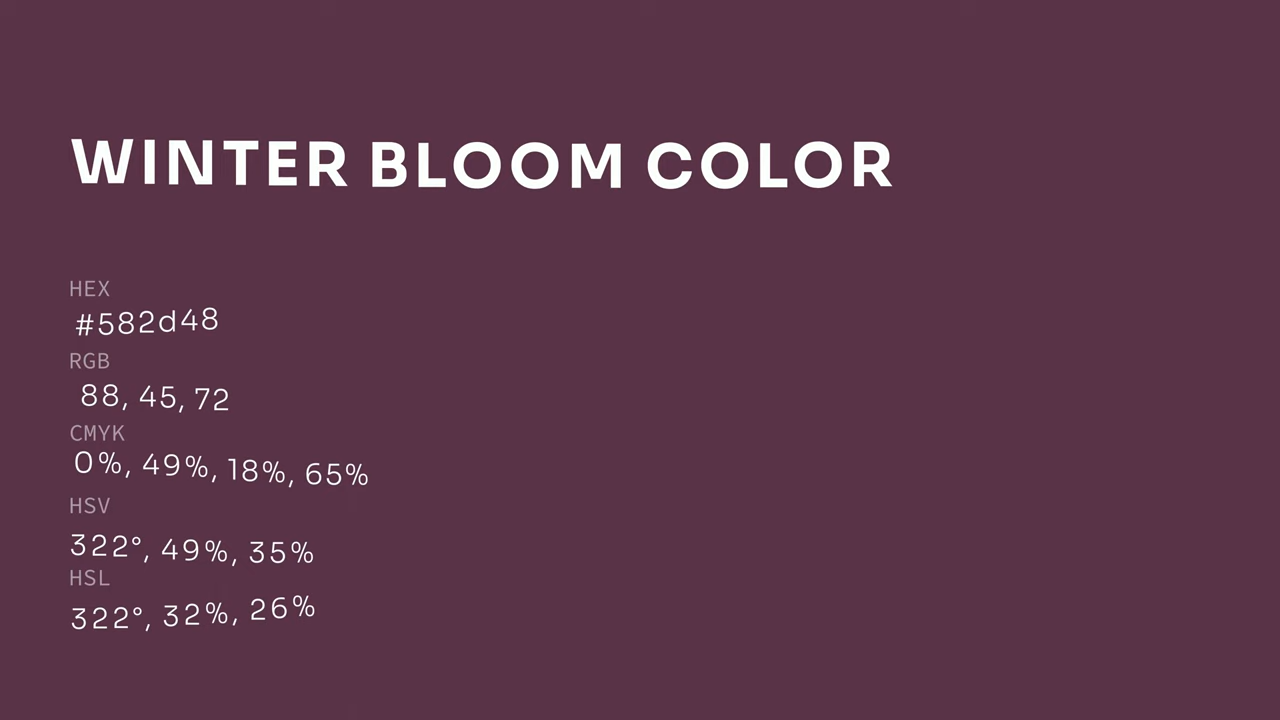 WINTER BLOOM COLOR
HEX
#582d48
RGB
88, 45, 72
CMYK
0%, 49%, 18%, 65%
HSV
322°, 49%, 35%
HSL
322°, 32%, 26%